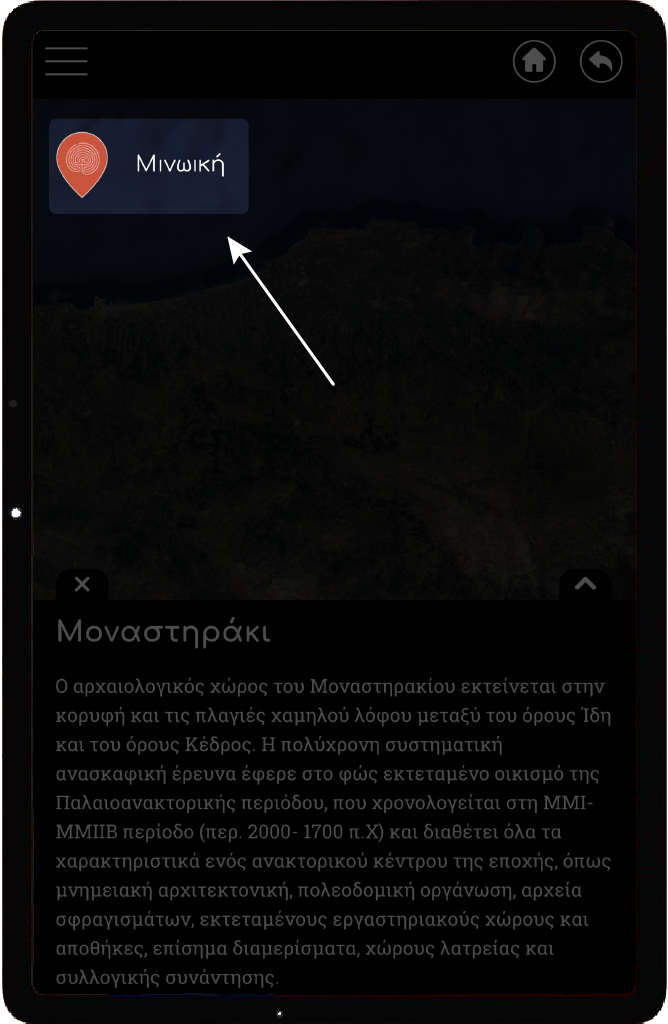 Μινωική
Μοναστηράκι
Ο αρχαιολογικός χώρος του Μοναστηρακίου εκτείνεται στην
κορυφή και τις πλαγιές χαμηλού λόφου μεταξύ του όρους Ίδη
και του όρους Κέδρος. Η πολύχρονη συστηματική
ανασκαφική έρευνα έφερε στο φώς εκτεταμένο οικισμό της
Παλαιοανακτορικής περιόδου, που χρονολογείται στη ΜΜΙ-
ΜΜΙΙΒ περίοδο (περ. 2000- 1700 π.Χ) και διαθέτει όλα τα
χαρακτηριστικά ενός ανακτορικού κέντρου της εποχής, όπως
μνημειακή αρχιτεκτονική, πολεοδομική οργάνωση, αρχεία
σφραγισμάτων, εκτεταμένους εργαστηριακούς χώρους και
αποθήκες, επίσημα διαμερίσματα, χώρους λατρείας και
συλλογικής συνάντησης.